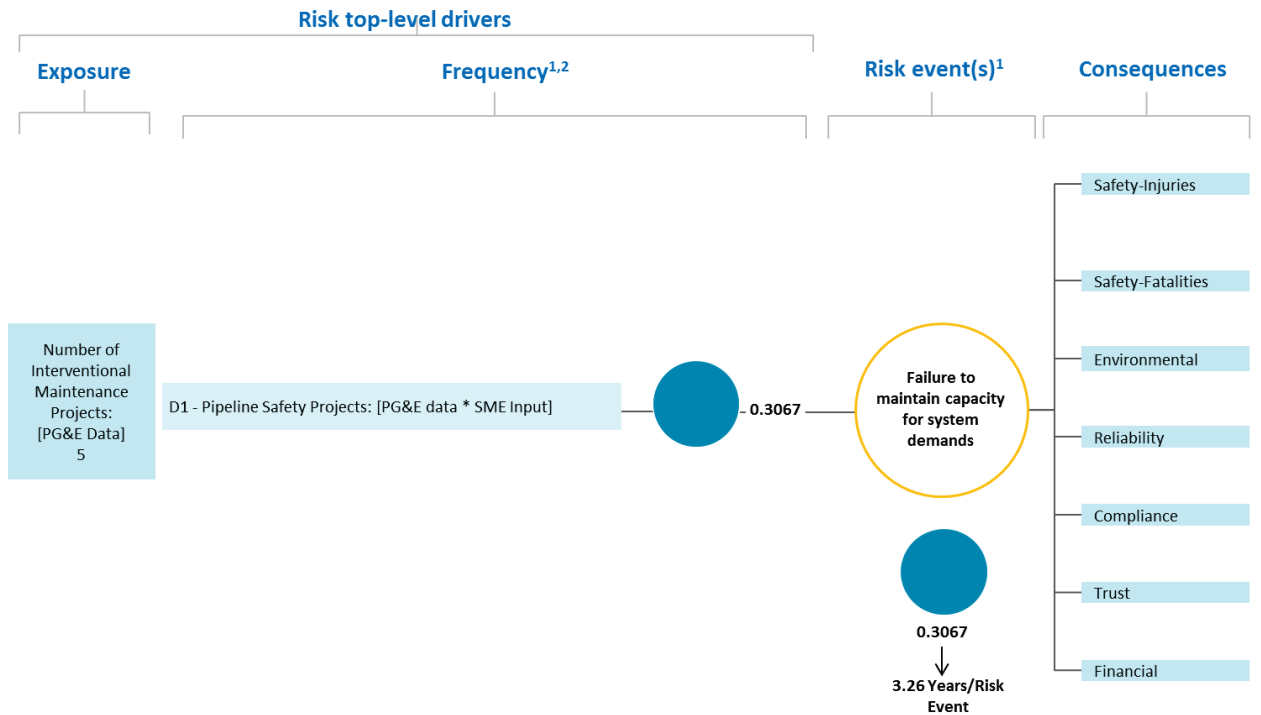 Risk top-level drivers
Exposure
Frequency1,2
Risk event(s)1
Consequences
Number of
Interventional
Maintenance
Projects:
[PG&E Data]
5
D1 - Pipeline Safety Projects: [PG&E data * SME Input]
0.3067
Failure to
maintain capacity
for system
demands
0.3067
3.26 Years/Risk
Event
Safety-Injuries
Safety-Fatalities
Environmental
Reliability
Compliance
Trust
Financial